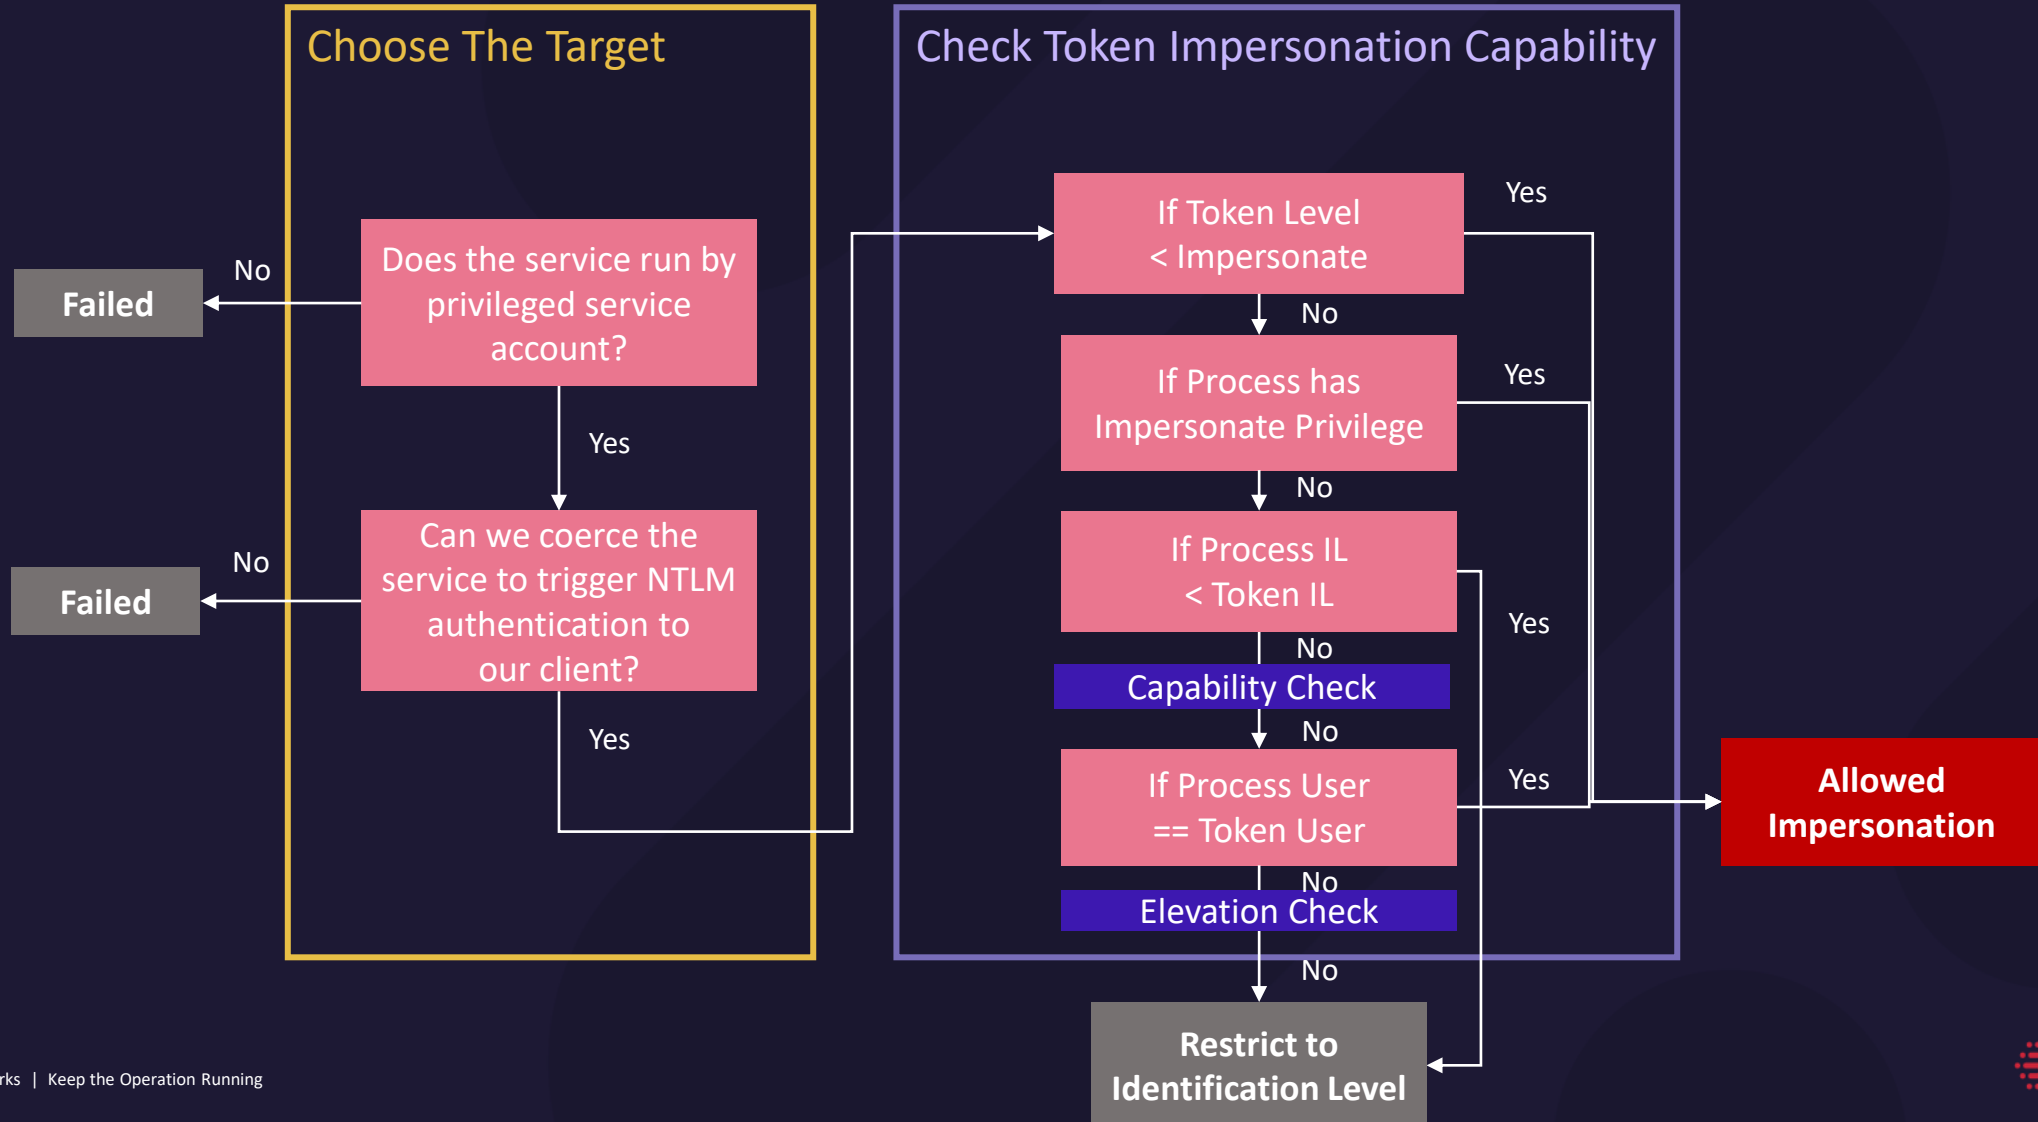 Choose The Target
Does the service run by
privileged service
account?
No
Failed
Yes
Can we coerce the
service to trigger NTLM
authentication to
our client?
No
Failed
Yes
Check Token Impersonation Capability
If Token Level
< Impersonate
Yes
No
If Process has
Impersonate Privilege
Yes
No
If Process IL
< Token IL
Yes
No
Capability Check
No
If Process User
== Token User
Yes
No
Elevation Check
No
Allowed
Impersonation
Restrict to
Identification Level
| Keep the Operation Running